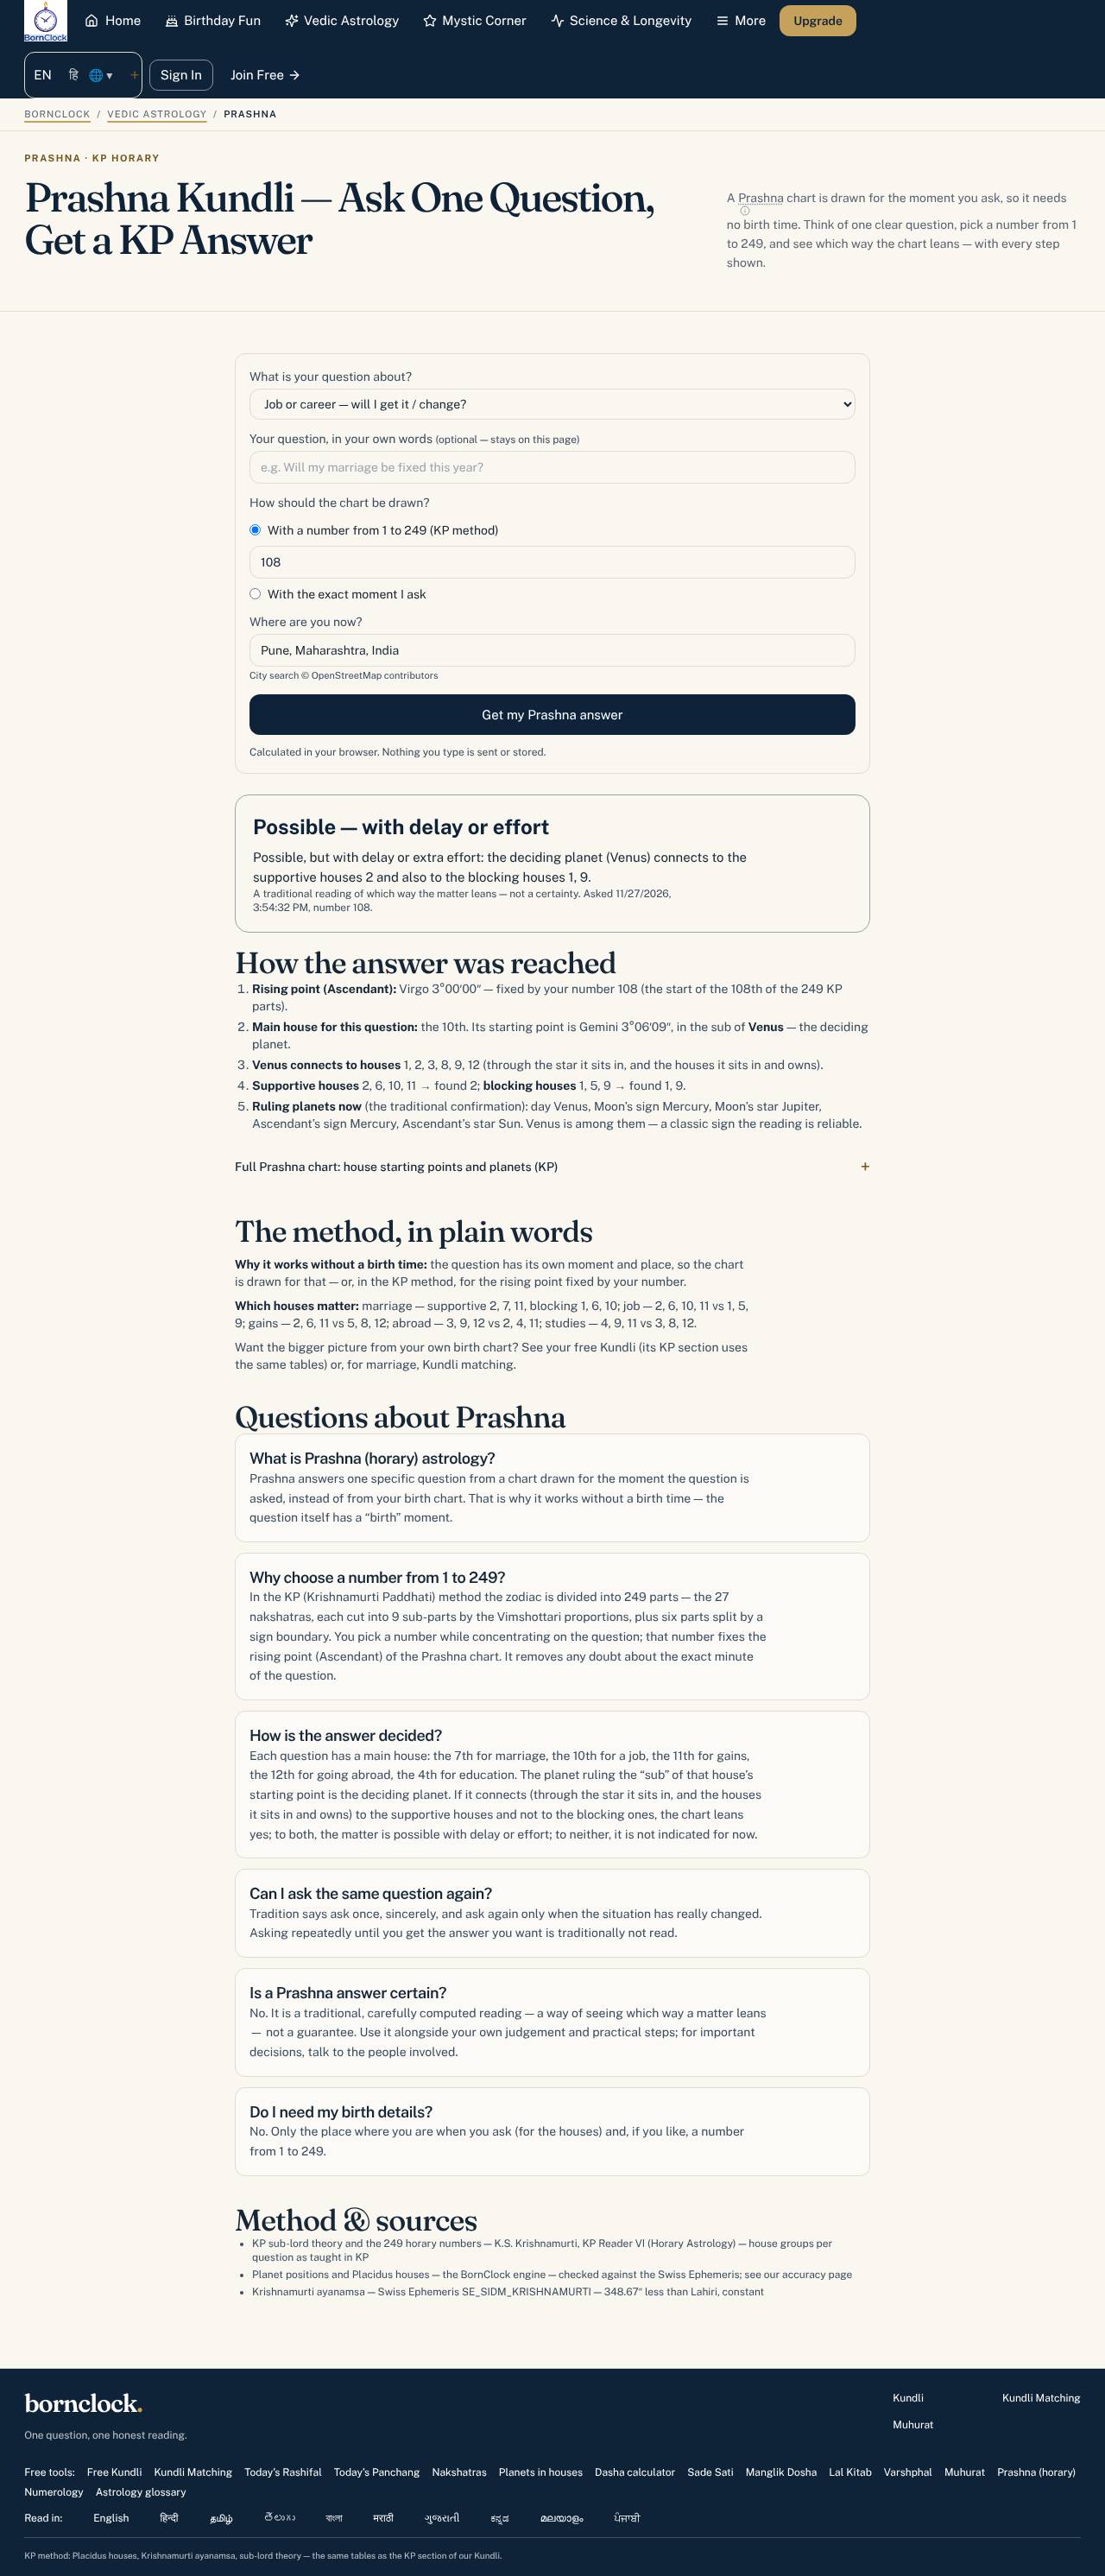 BornClock
Home
Birthday Fun
Vedic Astrology
Mystic Corner
Science & Longevity
More
Upgrade
EN
हि
Sign In
Join Free →
BORNCLOCK / VEDIC ASTROLOGY / PRASHNA
PRASHNA · KP HORARY
Prashna Kundli — Ask One Question,
Get a KP Answer
A Prashna chart is drawn for the moment you ask, so it needs
no birth time. Think of one clear question, pick a number from 1
to 249, and see which way the chart leans — with every step
shown.
What is your question about?
Job or career — will I get it / change?
Your question, in your own words (optional — stays on this page)
e.g. Will my marriage be fixed this year?
How should the chart be drawn?
With a number from 1 to 249 (KP method)
108
With the exact moment I ask
Where are you now?
Pune, Maharashtra, India
City search © OpenStreetMap contributors
Get my Prashna answer
Calculated in your browser. Nothing you type is sent or stored.
Possible — with delay or effort
Possible, but with delay or extra effort: the deciding planet (Venus) connects to the
supportive houses 2 and also to the blocking houses 1, 9.
A traditional reading of which way the matter leans — not a certainty. Asked 11/27/2026,
3:54:32 PM, number 108.
How the answer was reached
1. Rising point (Ascendant): Virgo 3°00′00″ — fixed by your number 108 (the start of the 108th of the 249 KP
parts).
2. Main house for this question: the 10th. Its starting point is Gemini 3°06′09″, in the sub of Venus — the deciding
planet.
3. Venus connects to houses 1, 2, 3, 8, 9, 12 (through the star it sits in, and the houses it sits in and owns).
4. Supportive houses 2, 6, 10, 11 → found 2; blocking houses 1, 5, 9 → found 1, 9.
5. Ruling planets now (the traditional confirmation): day Venus, Moon’s sign Mercury, Moon’s star Jupiter,
Ascendant’s sign Mercury, Ascendant’s star Sun. Venus is among them — a classic sign the reading is reliable.
Full Prashna chart: house starting points and planets (KP) +
The method, in plain words
Why it works without a birth time: the question has its own moment and place, so the chart
is drawn for that — or, in the KP method, for the rising point fixed by your number.
Which houses matter: marriage — supportive 2, 7, 11, blocking 1, 6, 10; job — 2, 6, 10, 11 vs 1, 5,
9; gains — 2, 6, 11 vs 5, 8, 12; abroad — 3, 9, 12 vs 2, 4, 11; studies — 4, 9, 11 vs 3, 8, 12.
Want the bigger picture from your own birth chart? See your free Kundli (its KP section uses
the same tables) or, for marriage, Kundli matching.
Questions about Prashna
What is Prashna (horary) astrology?
Prashna answers one specific question from a chart drawn for the moment the question is
asked, instead of from your birth chart. That is why it works without a birth time — the
question itself has a “birth” moment.
Why choose a number from 1 to 249?
In the KP (Krishnamurti Paddhati) method the zodiac is divided into 249 parts — the 27
nakshatras, each cut into 9 sub-parts by the Vimshottari proportions, plus six parts split by a
sign boundary. You pick a number while concentrating on the question; that number fixes the
rising point (Ascendant) of the Prashna chart. It removes any doubt about the exact minute
of the question.
How is the answer decided?
Each question has a main house: the 7th for marriage, the 10th for a job, the 11th for gains,
the 12th for going abroad, the 4th for education. The planet ruling the “sub” of that house’s
starting point is the deciding planet. If it connects (through the star it sits in, and the houses
it sits in and owns) to the supportive houses and not to the blocking ones, the chart leans
yes; to both, the matter is possible with delay or effort; to neither, it is not indicated for now.
Can I ask the same question again?
Tradition says ask once, sincerely, and ask again only when the situation has really changed.
Asking repeatedly until you get the answer you want is traditionally not read.
Is a Prashna answer certain?
No. It is a traditional, carefully computed reading — a way of seeing which way a matter leans
— not a guarantee. Use it alongside your own judgement and practical steps; for important
decisions, talk to the people involved.
Do I need my birth details?
No. Only the place where you are when you ask (for the houses) and, if you like, a number
from 1 to 249.
Method & sources
• KP sub-lord theory and the 249 horary numbers — K.S. Krishnamurti, KP Reader VI (Horary Astrology) — house groups per
question as taught in KP
• Planet positions and Placidus houses — the BornClock engine — checked against the Swiss Ephemeris; see our accuracy page
• Krishnamurti ayanamsa — Swiss Ephemeris SE_SIDM_KRISHNAMURTI — 348.67″ less than Lahiri, constant
bornclock.
One question, one honest reading.
Kundli
Kundli Matching
Muhurat
Free tools: Free Kundli Kundli Matching Today’s Rashifal Today’s Panchang Nakshatras Planets in houses Dasha calculator Sade Sati Manglik Dosha Lal Kitab Varshphal Muhurat Prashna (horary)
Numerology Astrology glossary
Read in: English हिन्दी தமிழ் తెలుగు বাংলা मराठी ગુજરાતી ಕನ್ನಡ മലയാളം ਪੰਜਾਬੀ
KP method: Placidus houses, Krishnamurti ayanamsa, sub-lord theory — the same tables as the KP section of our Kundli.